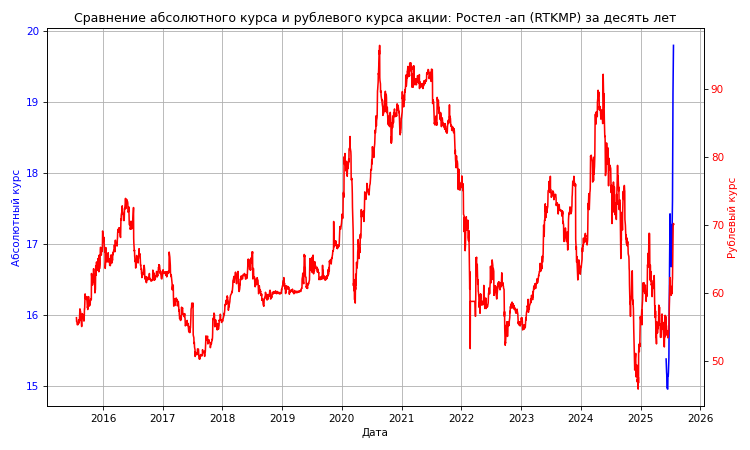 Сравнение абсолютного курса и рублевого курса акции: Ростел -ап (RTKMP) за десять лет
20
19
18
17
16
15
Абсолютный курс
90
80
70
60
50
Рублевый курс
2016 2017 2018 2019 2020 2021 2022 2023 2024 2025 2026
Дата